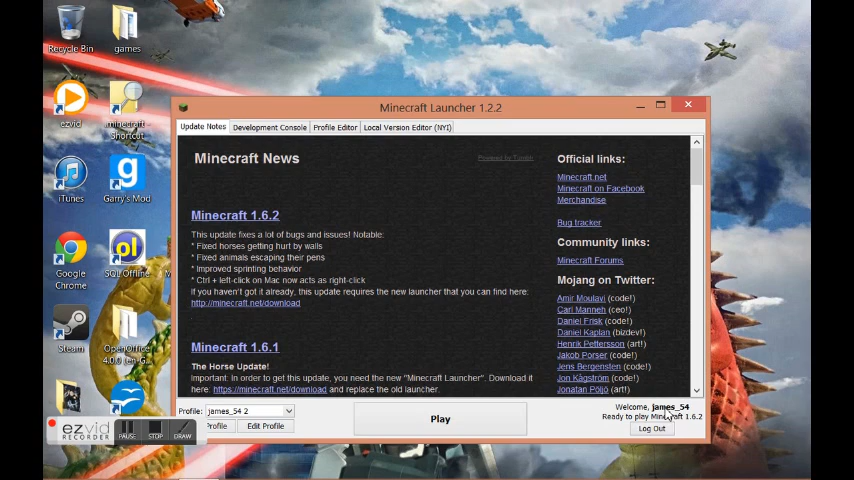 Recycle Bin
games
ezvid
.minecraft -
Shortcut
iTunes
Garry's Mod
Google
Chrome
SQL Offline
Steam
OpenOffice
4.0.0 (en-G...
Minecraft Launcher 1.2.2
Update Notes
Development Console
Profile Editor
Local Version Editor (NYI)
Minecraft News
Powered by Tumblr
Minecraft 1.6.2
This update fixes a lot of bugs and issues! Notable:
* Fixed horses getting hurt by walls
* Fixed animals escaping their pens
* Improved sprinting behavior
* Ctrl + left-click on Mac now acts as right-click
If you haven't got it already, this update requires the new launcher that you can find here:
http://minecraft.net/download
Minecraft 1.6.1
The Horse Update!
Important: In order to get this update, you need the new "Minecraft Launcher". Download it
here: https://minecraft.net/download and replace the old launcher.
Official links:
Minecraft.net
Minecraft on Facebook
Merchandise
Bug tracker
Community links:
Minecraft Forums
Mojang on Twitter:
Amir Moulavi (code!)
Carl Manneh (ceo!)
Daniel Frisk (code!)
Daniel Kaplan (bizdev!)
Henrik Pettersson (art!)
Jakob Porser (code!)
Jens Bergensten (code!)
Jon Kågström (code!)
Jonatan Pöljö (art!)
Profile: james_54 2
Profile
Edit Profile
Play
Welcome, james_54
Ready to play Minecraft 1.6.2
Log Out
ezvid
RECORDER
PAUSE
STOP
DRAW